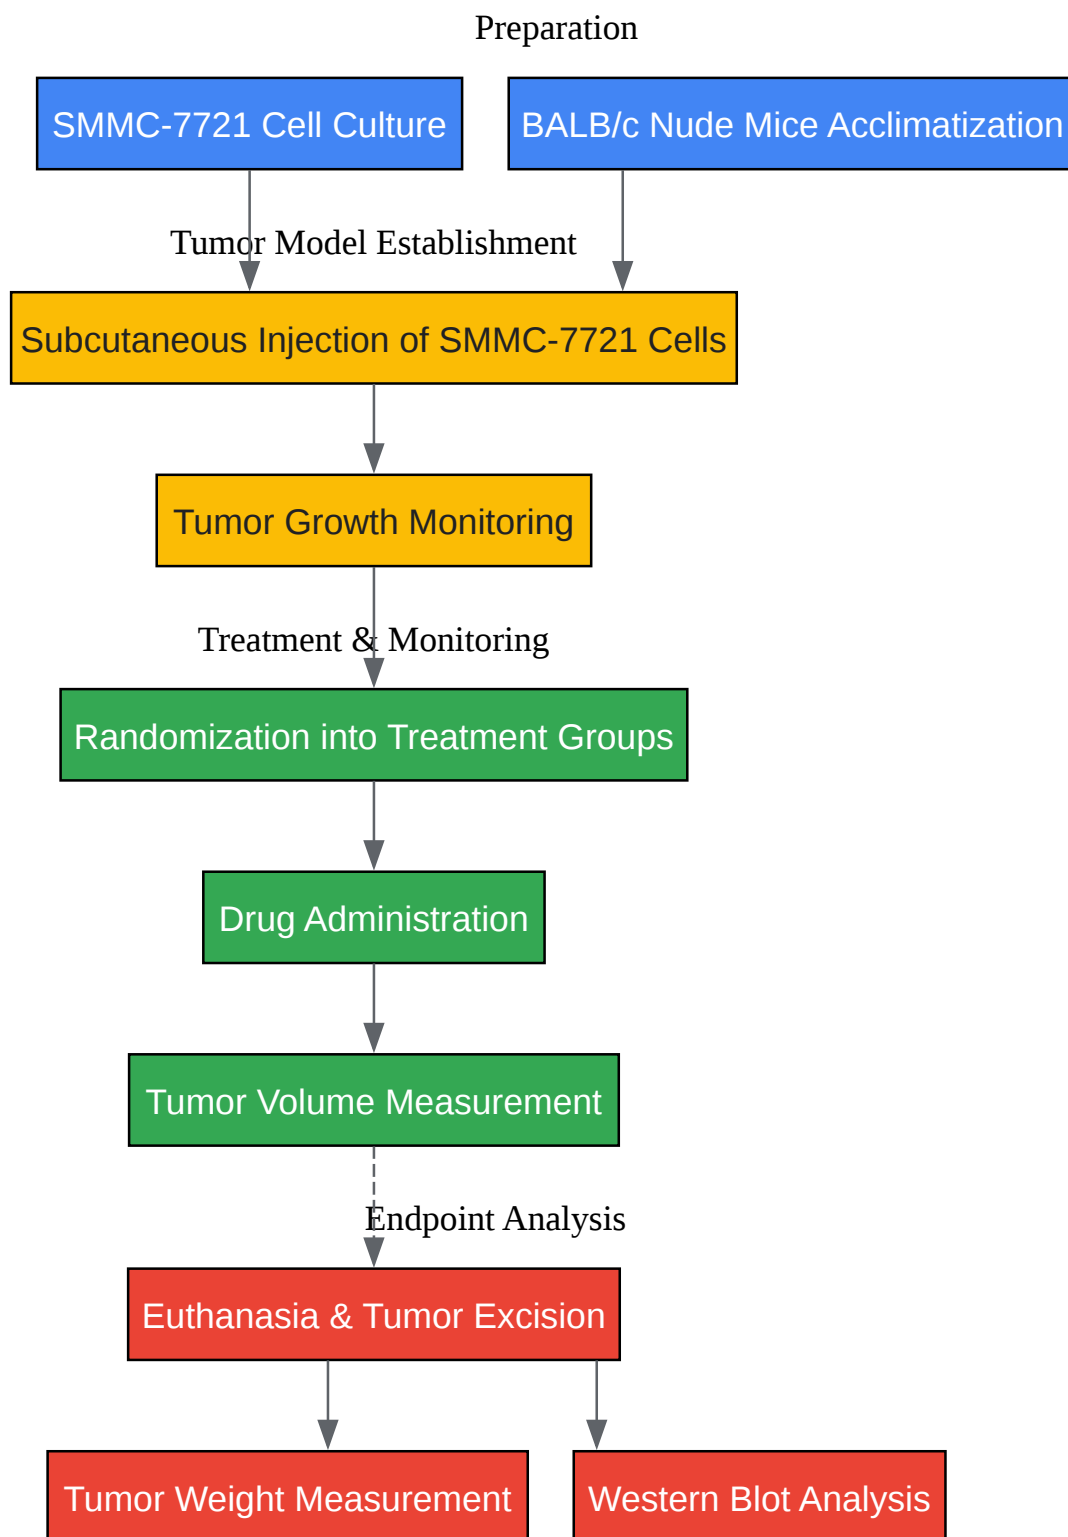 Preparation
SMMC-7721 Cell Culture
BALB/c Nude Mice Acclimatization
Tumor Model Establishment
Subcutaneous Injection of SMMC-7721 Cells
Tumor Growth Monitoring
Treatment & Monitoring
Randomization into Treatment Groups
Drug Administration
Tumor Volume Measurement
Endpoint Analysis
Euthanasia & Tumor Excision
Tumor Weight Measurement
Western Blot Analysis